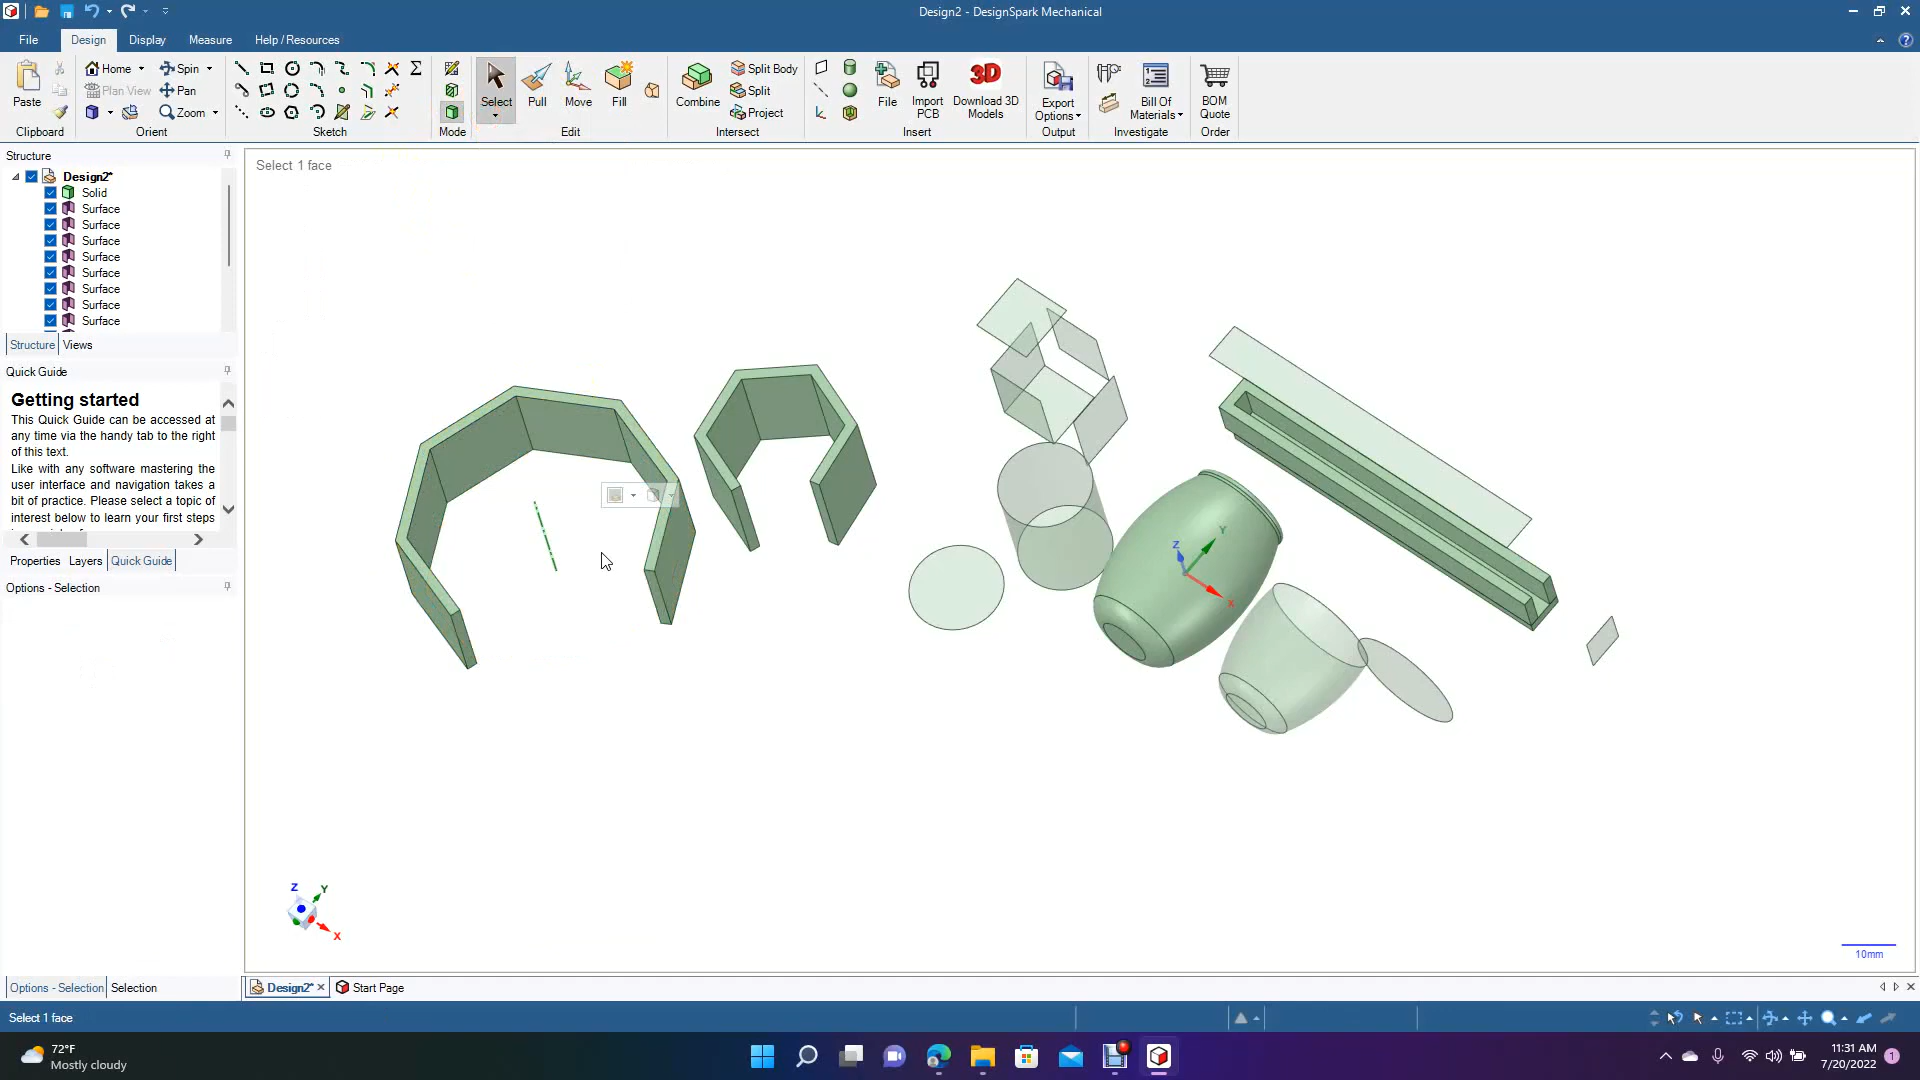 Design2 - DesignSpark Mechanical
File
Design
Display
Measure
Help / Resources
Paste
Home
Plan View
Spin
Pan
Zoom
Select
Pull
Move
Fill
Combine
Split Body
Split
Project
File
Import PCB
Download 3D Models
Export Options
Bill Of Materials
BOM Quote
Clipboard
Orient
Sketch
Mode
Edit
Intersect
Insert
Output
Investigate
Order
Structure
Design2*
Solid
Surface
Surface
Surface
Surface
Surface
Surface
Surface
Surface
Structure
Views
Quick Guide
Getting started
This Quick Guide can be accessed at
any time via the handy tab to the right
of this text.
Like with any software mastering the
user interface and navigation takes a
bit of practice. Please select a topic of
interest below to learn your first steps
Properties
Layers
Quick Guide
Options - Selection
Options - Selection
Selection
Select 1 face
Z
Y
X
Z
Y
X
10mm
Design2*
Start Page
Select 1 face
72°F
Mostly cloudy
3D
11:31 AM
7/20/2022
1